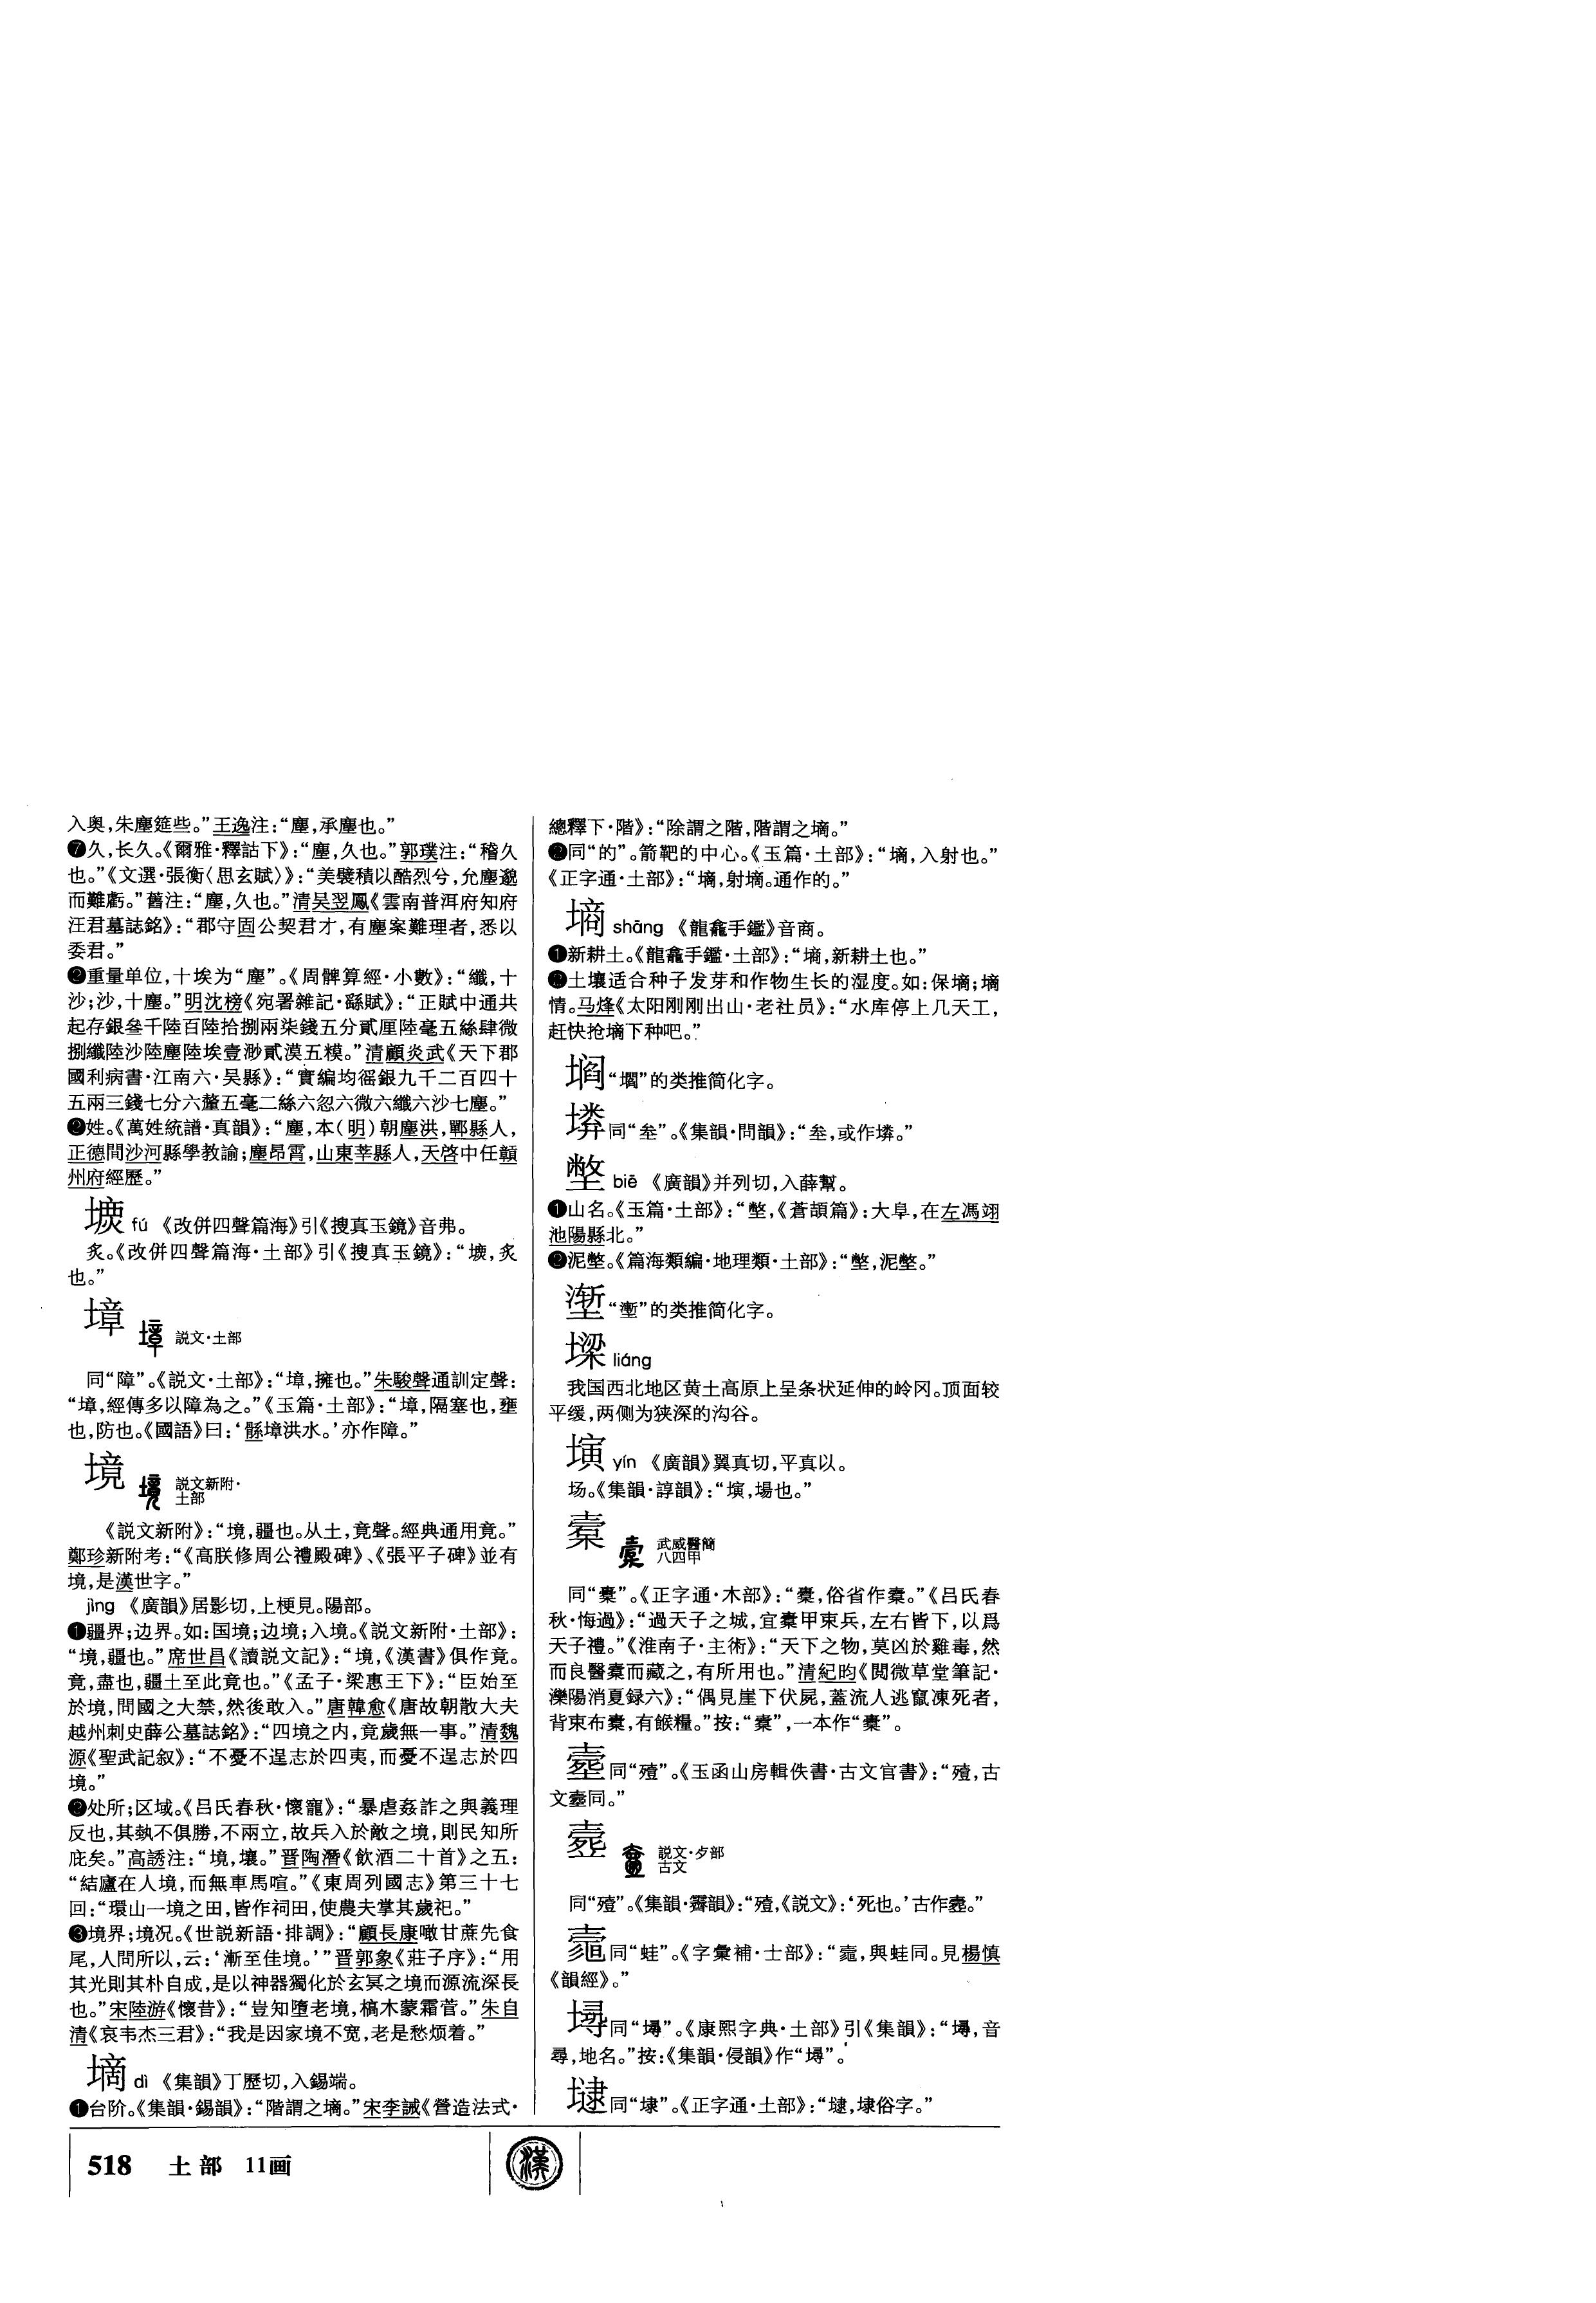 入奥,朱塵筵些。”王逸注:“塵,承塵也。”
❼久,长久。《爾雅·釋詁下》:“塵,久也。”郭璞注:“稽久
也。”《文選·張衡〈思玄賦〉》:“美襞積以酷烈兮,允塵邈
而難虧。”舊注:“塵,久也。”清吴翌鳳《雲南普洱府知府
汪君墓誌銘》:“郡守固公契君才,有塵案難理者,悉以
委君。”
❷重量单位,十埃为“塵”。《周髀算經·小數》:“纖,十
沙;沙,十塵。”明沈榜《宛署雜記·繇賦》:“正賦中通共
起存銀叄千陸百陸拾捌兩柒錢五分貳厘陸毫五絲肆微
捌纖陸沙陸塵陸埃壹渺貳漠五糢。”清顧炎武《天下郡
國利病書·江南六·吴縣》:“實編均徭銀九千二百四十
五兩三錢七分六釐五毫二絲六忽六微六纖六沙七塵。”
❷姓。《萬姓統譜·真韻》:“塵,本(明)朝塵洪,鄲縣人,
正德間沙河縣學教諭;塵昂霄,山東莘縣人,天啓中任贛
州府經歷。”
fú 《改併四聲篇海》引《搜真玉鏡》音弗。
炙。《改併四聲篇海·土部》引《搜真玉鏡》:“,炙
也。”
墇 説文·土部
同“障”。《説文·土部》:“墇,擁也。”朱駿聲通訓定聲:
“墇,經傳多以障為之。”《玉篇·土部》:“墇,隔塞也,壅
也,防也。《國語》曰:‘鯀墇洪水。’亦作障。”
境 説文新附·
土部
《説文新附》:“境,疆也。从土,竟聲。經典通用竟。”
鄭珍新附考:“《高朕修周公禮殿碑》、《張平子碑》並有
境,是漢世字。”
jìng 《廣韻》居影切,上梗見。陽部。
❶疆界;边界。如:国境;边境;入境。《説文新附·土部》:
“境,疆也。”席世昌《讀説文記》:“境,《漢書》俱作竟。
竟,盡也,疆土至此竟也。”《孟子·梁惠王下》:“臣始至
於境,問國之大禁,然後敢入。”唐韓愈《唐故朝散大夫
越州刺史薛公墓誌銘》:“四境之内,竟歲無一事。”清魏
源《聖武記叙》:“不憂不逞志於四夷,而憂不逞志於四
境。”
❷处所;区域。《吕氏春秋·懷寵》:“暴虐姦詐之與義理
反也,其埶不俱勝,不兩立,故兵入於敵之境,則民知所
庇矣。”高誘注:“境,壤。”晋陶潛《飲酒二十首》之五:
“結廬在人境,而無車馬喧。”《東周列國志》第三十七
回:“環山一境之田,皆作祠田,使農夫掌其歲祀。”
❸境界;境况。《世説新語·排調》:“顧長康噉甘蔗先食
尾,人問所以,云:‘漸至佳境。’”晋郭象《莊子序》:“用
其光則其朴自成,是以神器獨化於玄冥之境而源流深長
也。”宋陸游《懷昔》:“豈知墮老境,槁木蒙霜菅。”朱自
清《哀韦杰三君》:“我是因家境不宽,老是愁烦着。”
墑 dì 《集韻》丁歷切,入錫端。
❶台阶。《集韻·錫韻》:“階謂之墑。”宋李誡《營造法式·
總釋下·階》:“除謂之階,階謂之墑。”
❷同“的”。箭靶的中心。《玉篇·土部》:“墑,入射也。”
《正字通·土部》:“墑,射墑。通作的。”
墒 shāng 《龍龕手鑑》音商。
❶新耕土。《龍龕手鑑·土部》:“墒,新耕土也。”
❷土壤适合种子发芽和作物生长的湿度。如:保墒;墒
情。马烽《太阳刚刚出山·老社员》:“水库停上几天工,
赶快抢墒下种吧。”
“壛”的类推简化字。
同“坌”。《集韻·問韻》:“坌,或作。”
bié 《廣韻》并列切,入薛幫。
❶山名。《玉篇·土部》:“,《蒼頡篇》:大阜,在左馮翊
池陽縣北。”
❷泥。《篇海類編·地理類·土部》:“,泥。”
“壍”的类推简化字。
墚 liáng
我国西北地区黄土高原上呈条状延伸的岭冈。顶面较
平缓,两侧为狭深的沟谷。
yín 《廣韻》翼真切,平真以。
场。《集韻·諄韻》:“,場也。”
武威醫簡
八四甲
同“櫜”。《正字通·木部》:“櫜,俗省作。”《吕氏春
秋·悔過》:“過天子之城,宜櫜甲束兵,左右皆下,以爲
天子禮。”《淮南子·主術》:“天下之物,莫凶於雞毒,然
而良醫橐而藏之,有所用也。”清紀昀《閲微草堂筆記·
灤陽消夏録六》:“偶見崖下伏屍,蓋流人逃竄凍死者,
背束布橐,有餱糧。”按:“”,一本作“橐”。
同“殪”。《玉函山房輯佚書·古文官書》:“殪,古
文同。”
説文·歺部
古文
同“殪”。《集韻·霽韻》:“殪,《説文》:‘死也。’古作。”
同“蛙”。《字彙補·士部》:“,與蛙同。見楊慎
《韻經》。”
同“”。《康熙字典·土部》引《集韻》:“,音
尋,地名。”按:《集韻·侵韻》作“”。
同“埭”。《正字通·土部》:“,埭俗字。”
518 土部 11画
漢